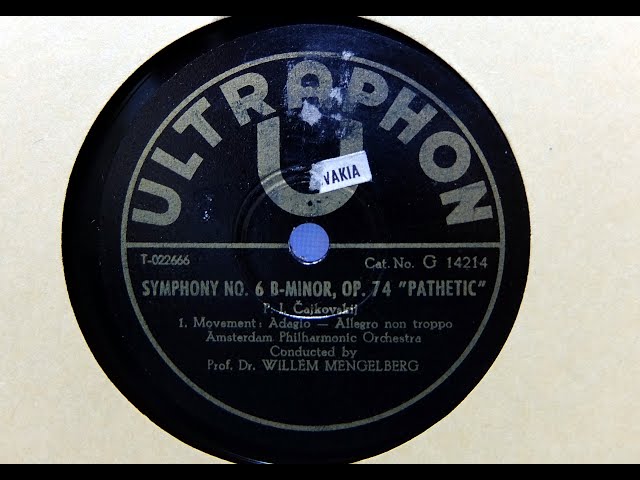 ULTRAPHON
U
VAKIA
T-022666
Cat. No. G 14214
SYMPHONY NO. 6 B-MINOR, OP. 74 "PATHETIC"
P. I. Čajkovskij
1. Movement: Adagio — Allegro non troppo
Amsterdam Philharmonic Orchestra
Conducted by
Prof. Dr. WILLEM MENGELBERG